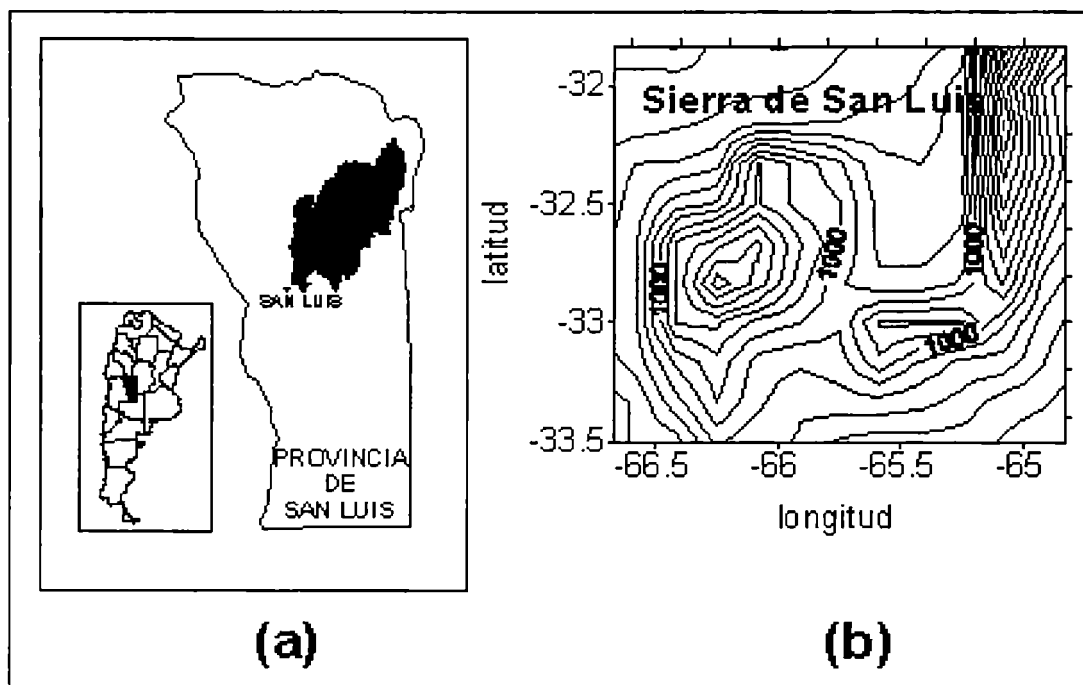 SAN LUIS
PROVINCIA
DE
SAN LUIS
(a)
Sierra de San Luis
latitud
-32
-32.5
-33
-33.5
1000
1000
1000
1000
-66.5
-66
-65.5
-65
longitud
(b)